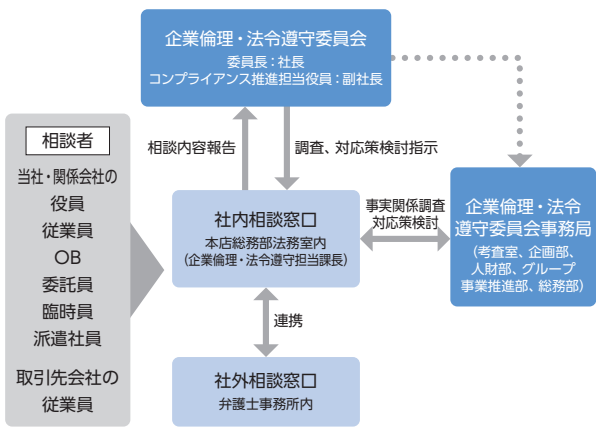 企業倫理・法令遵守委員会
委員長：社長
コンプライアンス推進担当役員：副社長
相談者
当社・関係会社の
役員
従業員
OB
委託員
臨時員
派遣社員
取引先会社の
従業員
相談内容報告
調査、対応策検討指示
社内相談窓口
本店総務部法務室内
（企業倫理・法令遵守担当課長）
事実関係調査
対応策検討
企業倫理・法令
遵守委員会事務局
（考査室、企画部、
人財部、グループ
事業推進部、総務部）
連携
社外相談窓口
弁護士事務所内